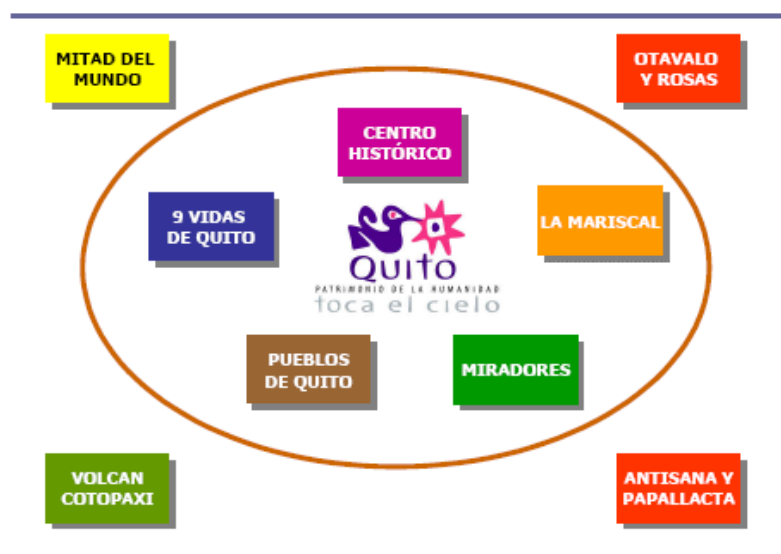 MITAD DEL
MUNDO
OTAVALO
Y ROSAS
CENTRO
HISTÓRICO
9 VIDAS
DE QUITO
LA MARISCAL
QUITO
PATRIMONIO DE LA HUMANIDAD
toca el cielo
PUEBLOS
DE QUITO
MIRADORES
VOLCAN
COTOPAXI
ANTISANA Y
PAPALLACTA